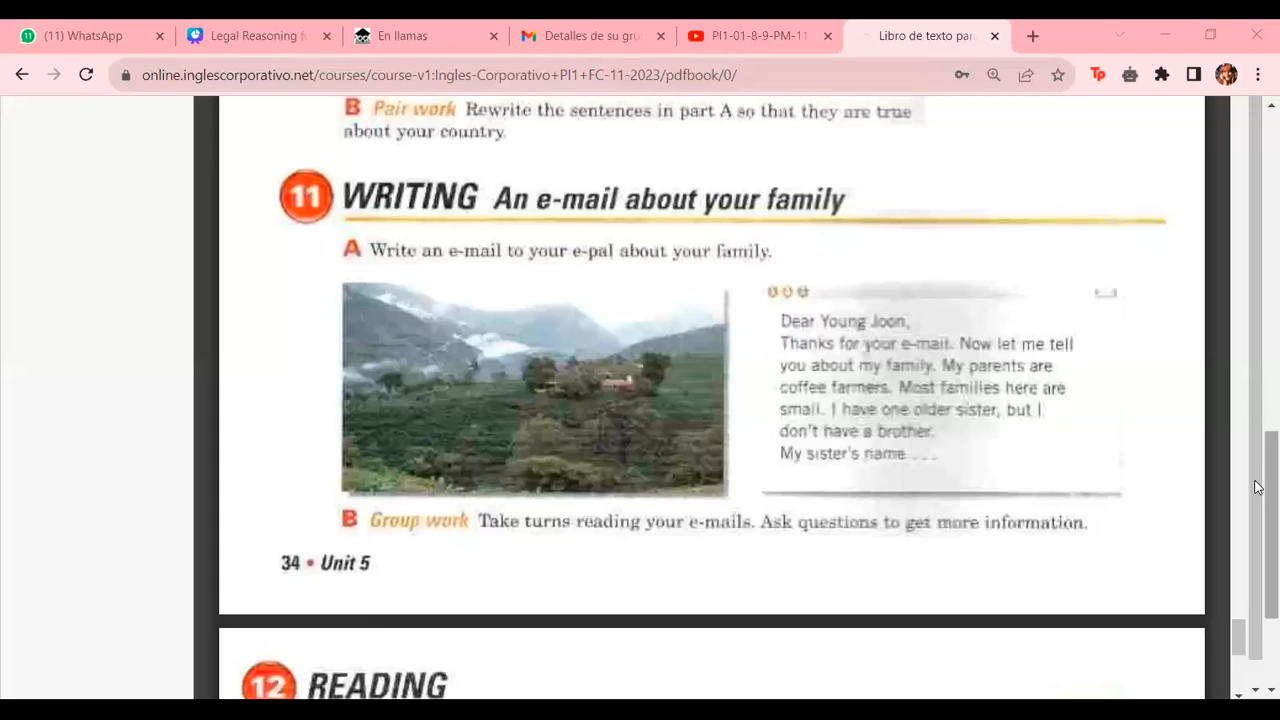 (11) WhatsApp
Legal Reasoning f
En llamas
Detalles de su gru
PI1-01-8-9-PM-11
Libro de texto par
online.inglescorporativo.net/courses/course-v1:Ingles-Corporativo+PI1+FC-11-2023/pdfbook/0/
B Pair work Rewrite the sentences in part A so that they are true
about your country.
11 WRITING An e-mail about your family
A Write an e-mail to your e-pal about your family.
Dear Young Joon,
Thanks for your e-mail. Now let me tell
you about my family. My parents are
coffee farmers. Most families here are
small. I have one older sister, but I
don't have a brother.
My sister's name . . .
B Group work Take turns reading your e-mails. Ask questions to get more information.
34 • Unit 5
12 READING